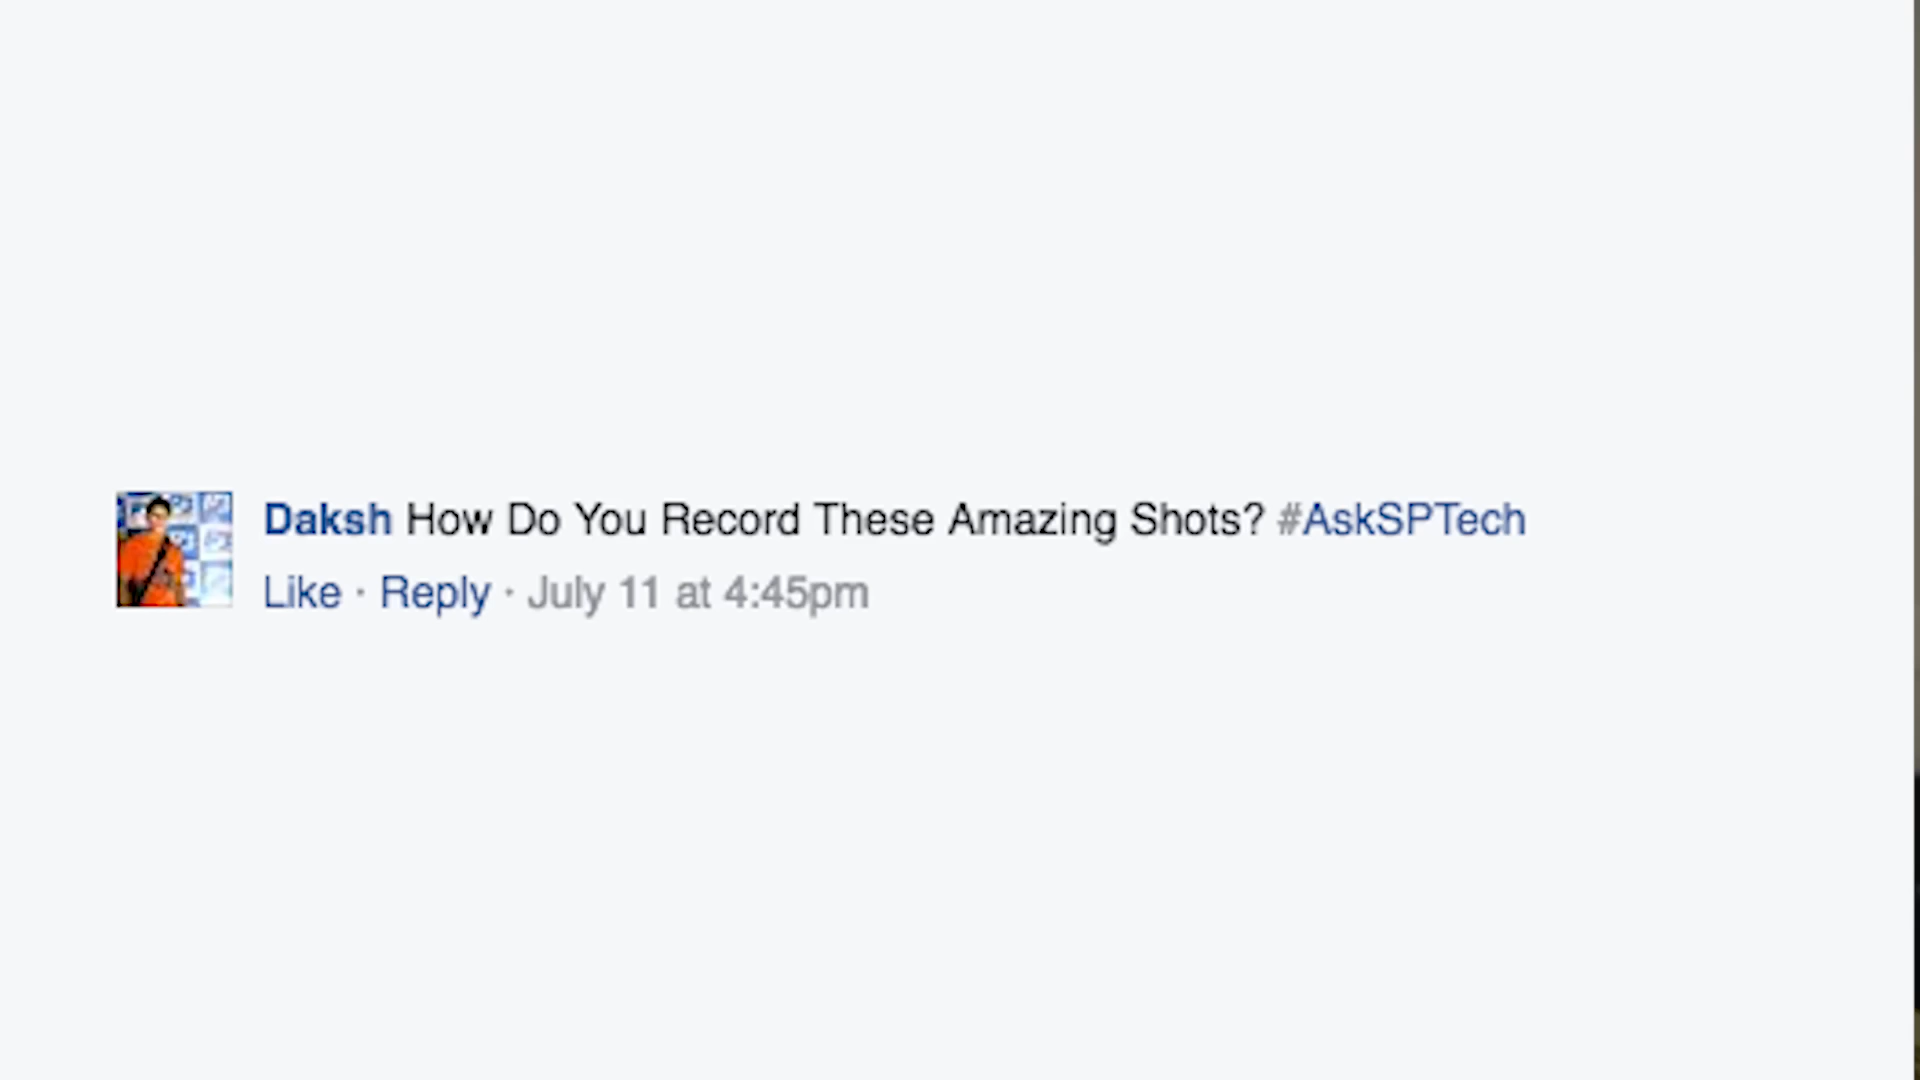 Daksh How Do You Record These Amazing Shots? #AskSPTech
Like · Reply · July 11 at 4:45pm